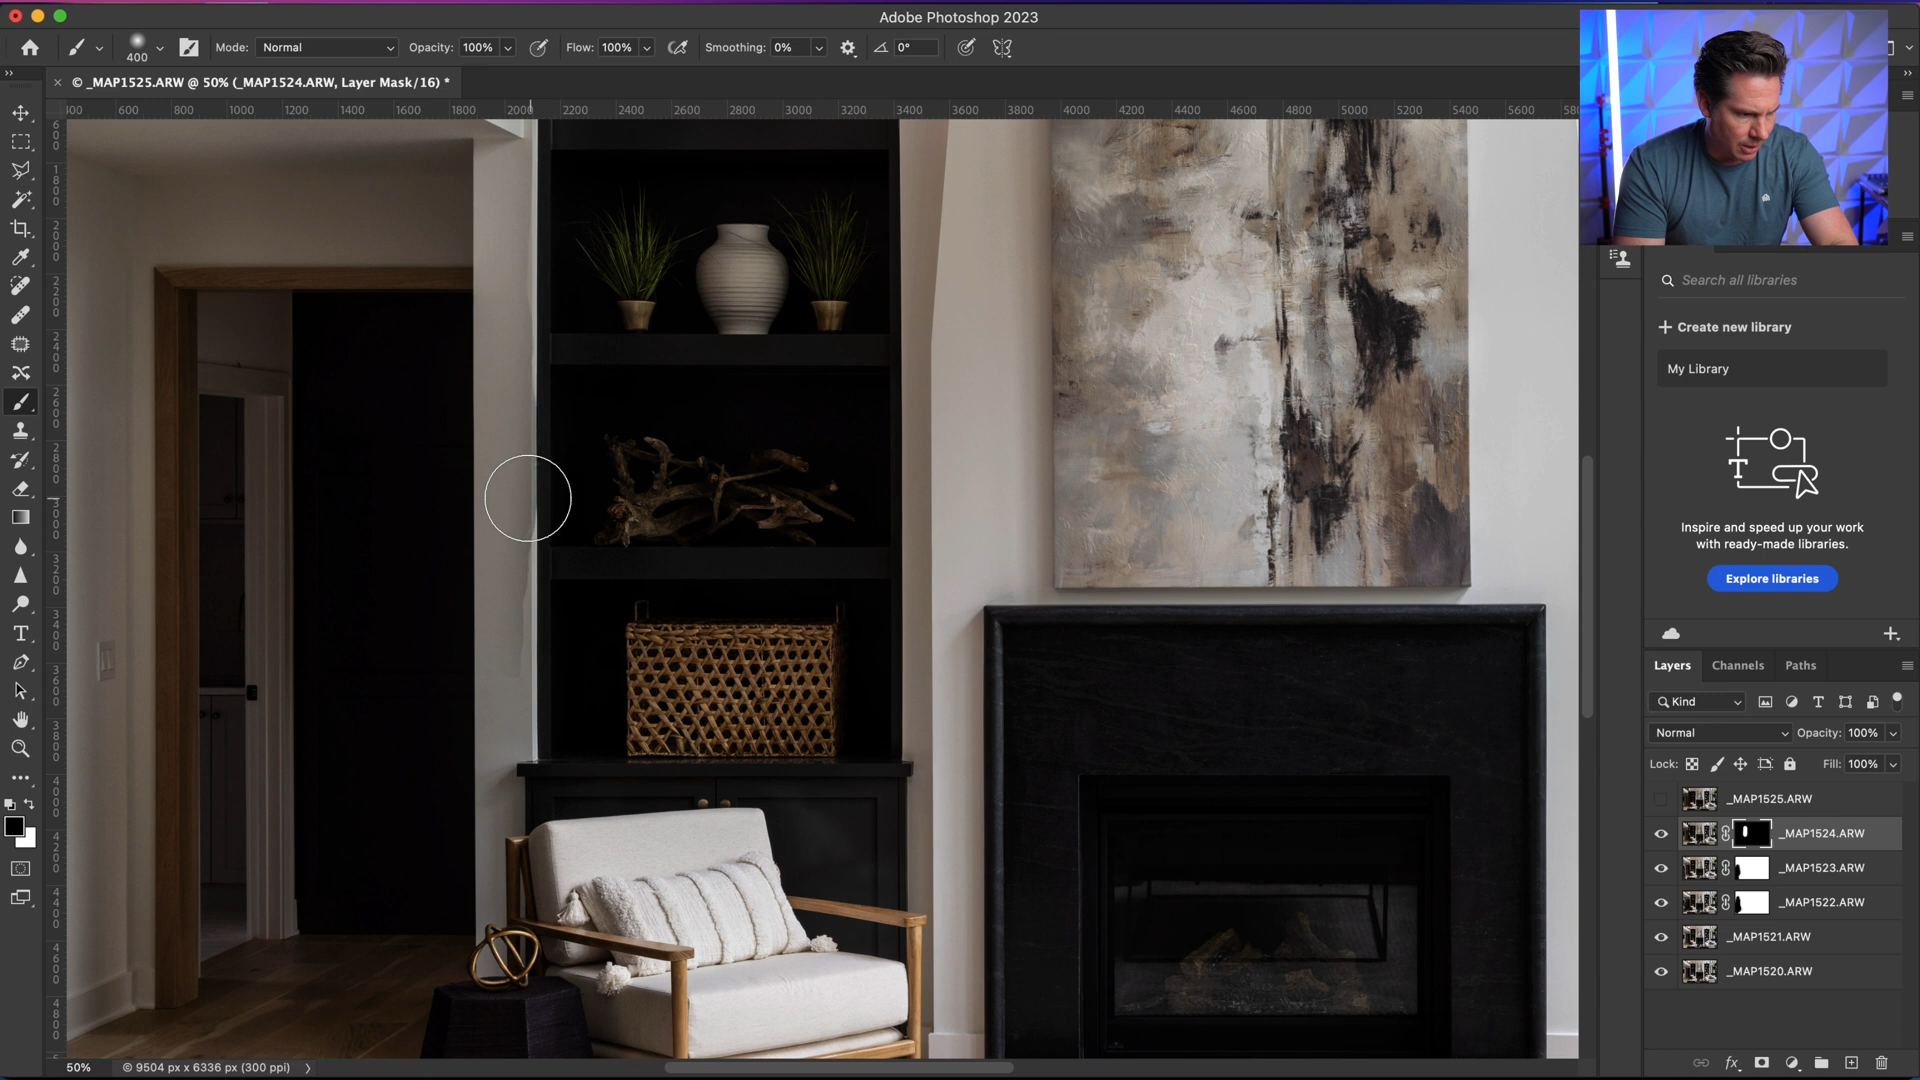 Adobe Photoshop 2023
400
Mode: Normal
Opacity: 100%
Flow: 100%
Smoothing: 0%
0°
© _MAP1525.ARW @ 50% (_MAP1524.ARW, Layer Mask/16) *
400 600 800 1000 1200 1400 1600 1800 2000 2200 2400 2600 2800 3000 3200 3400 3600 3800 4000 4200 4400 4600 4800 5000 5200 5400 5600 580
Search all libraries
Create new library
My Library
Inspire and speed up your work
with ready-made libraries.
Explore libraries
Layers Channels Paths
Kind
Normal Opacity: 100%
Lock: Fill: 100%
_MAP1525.ARW
_MAP1524.ARW
_MAP1523.ARW
_MAP1522.ARW
_MAP1521.ARW
_MAP1520.ARW
50% © 9504 px x 6336 px (300 ppi)